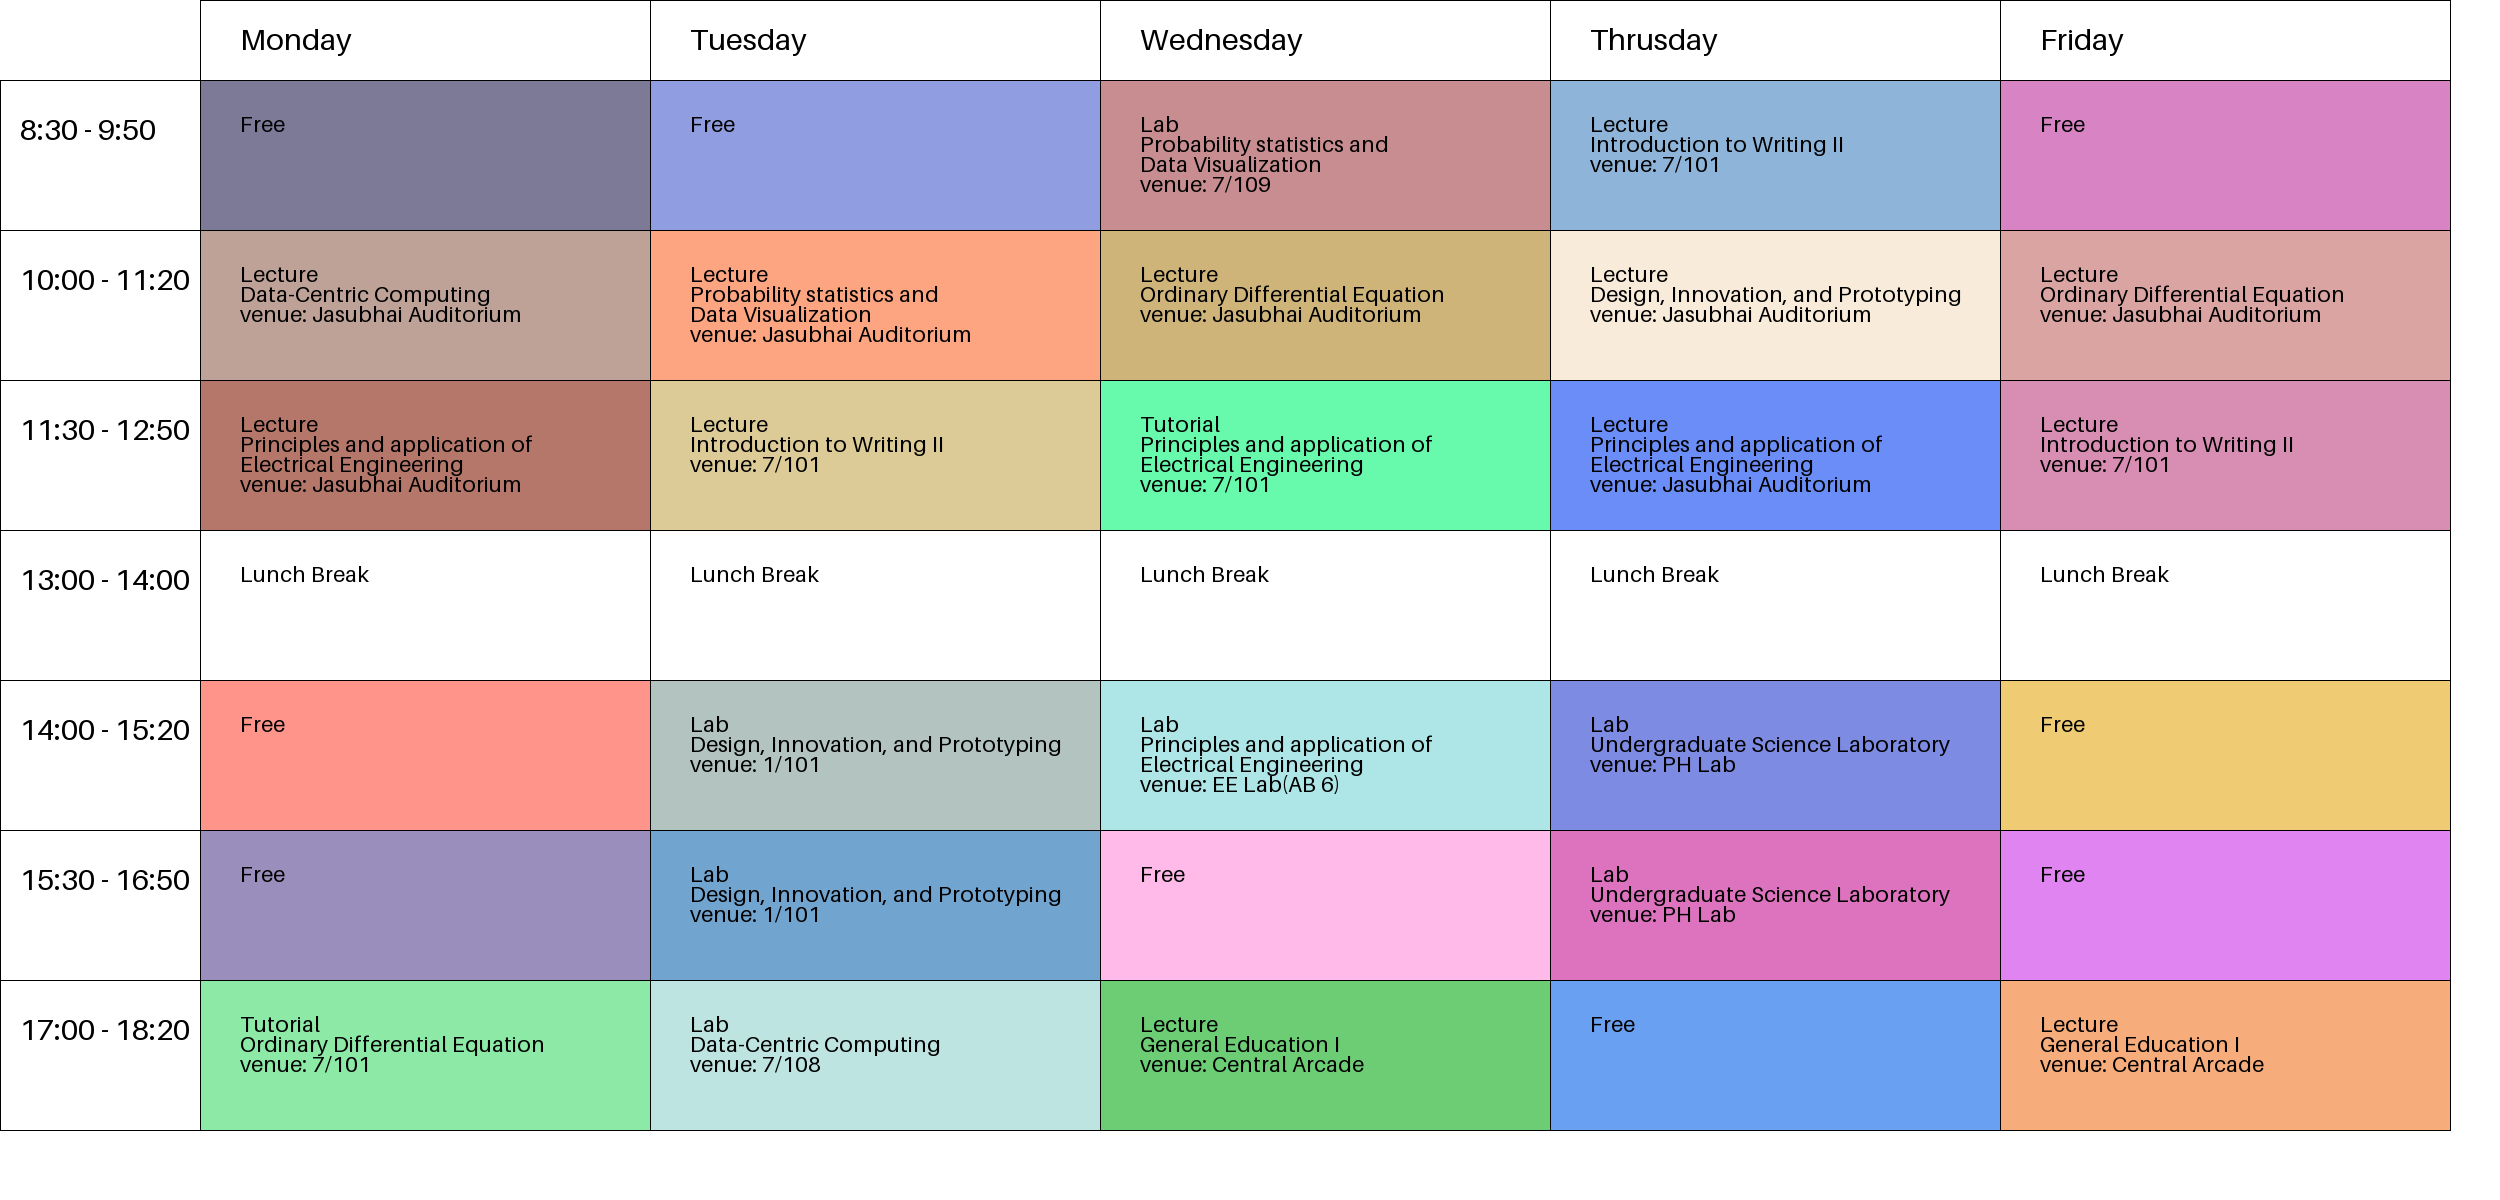 Monday
Tuesday
Wednesday
Thrusday
Friday
8:30 - 9:50
Free
Free
Lab
Probability statistics and
Data Visualization
venue: 7/109
Lecture
Introduction to Writing II
venue: 7/101
Free
10:00 - 11:20
Lecture
Data-Centric Computing
venue: Jasubhai Auditorium
Lecture
Probability statistics and
Data Visualization
venue: Jasubhai Auditorium
Lecture
Ordinary Differential Equation
venue: Jasubhai Auditorium
Lecture
Design, Innovation, and Prototyping
venue: Jasubhai Auditorium
Lecture
Ordinary Differential Equation
venue: Jasubhai Auditorium
11:30 - 12:50
Lecture
Principles and application of
Electrical Engineering
venue: Jasubhai Auditorium
Lecture
Introduction to Writing II
venue: 7/101
Tutorial
Principles and application of
Electrical Engineering
venue: 7/101
Lecture
Principles and application of
Electrical Engineering
venue: Jasubhai Auditorium
Lecture
Introduction to Writing II
venue: 7/101
13:00 - 14:00
Lunch Break
Lunch Break
Lunch Break
Lunch Break
Lunch Break
14:00 - 15:20
Free
Lab
Design, Innovation, and Prototyping
venue: 1/101
Lab
Principles and application of
Electrical Engineering
venue: EE Lab(AB 6)
Lab
Undergraduate Science Laboratory
venue: PH Lab
Free
15:30 - 16:50
Free
Lab
Design, Innovation, and Prototyping
venue: 1/101
Free
Lab
Undergraduate Science Laboratory
venue: PH Lab
Free
17:00 - 18:20
Tutorial
Ordinary Differential Equation
venue: 7/101
Lab
Data-Centric Computing
venue: 7/108
Lecture
General Education I
venue: Central Arcade
Free
Lecture
General Education I
venue: Central Arcade